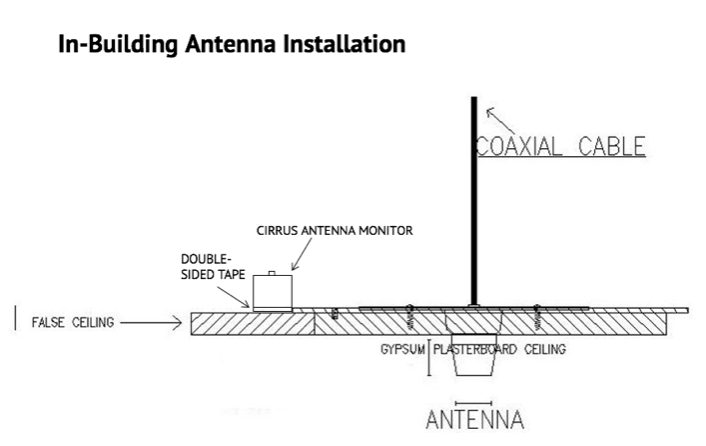 In-Building Antenna Installation
COAXIAL CABLE
CIRRUS ANTENNA MONITOR
DOUBLE-
SIDED TAPE
FALSE CEILING
GYPSUM PLASTERBOARD CEILING
ANTENNA